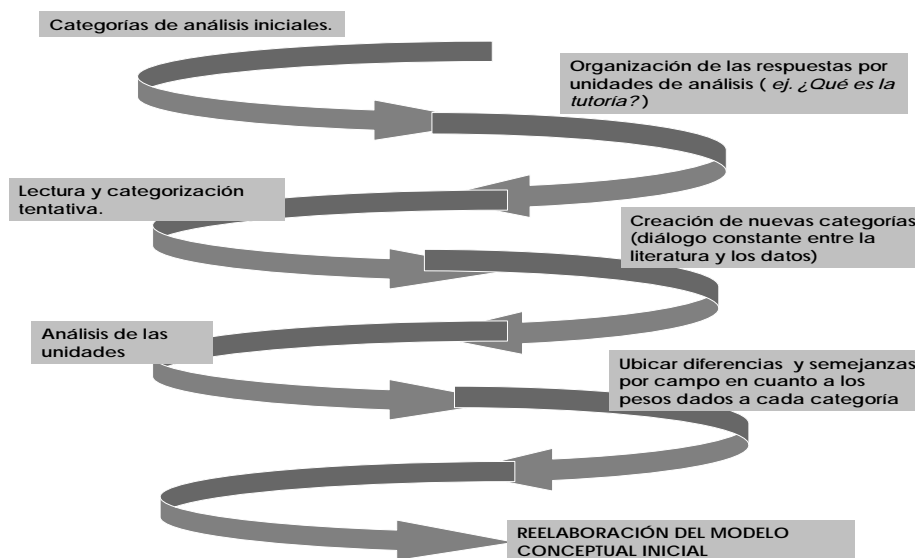 Categorías de análisis iniciales.
Organización de las respuestas por
unidades de análisis ( ej. ¿Qué es la
tutoría? )
Lectura y categorización
tentativa.
Creación de nuevas categorías
(diálogo constante entre la
literatura y los datos)
Análisis de las
unidades
Ubicar diferencias y semejanzas
por campo en cuanto a los
pesos dados a cada categoría
REELABORACIÓN DEL MODELO
CONCEPTUAL INICIAL